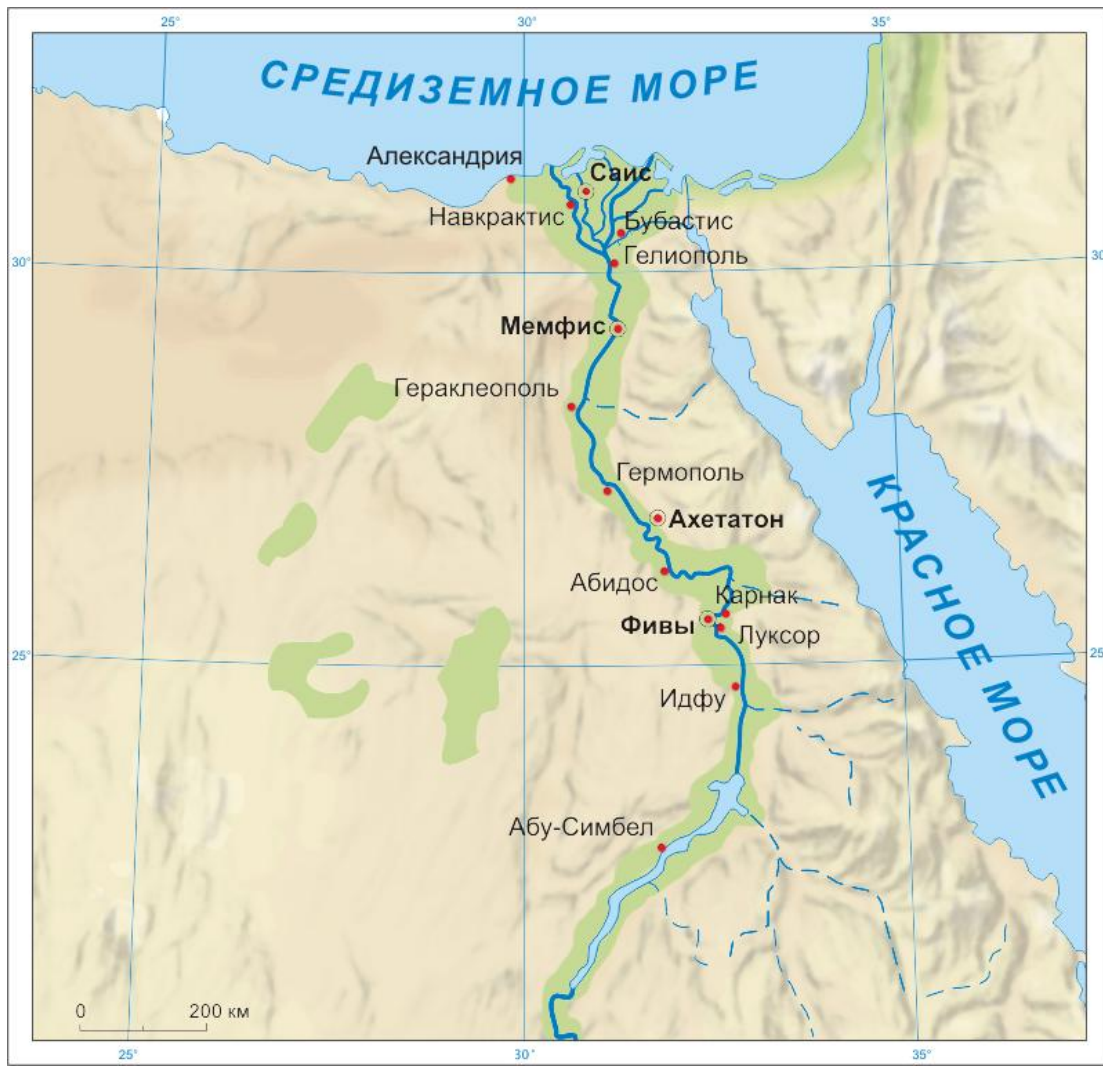 25°
30°
35°
СРЕДИЗЕМНОЕ МОРЕ
Александрия
Саис
Навкрактис
Бубастис
Гелиополь
30°
30°
Мемфис
Гераклеополь
Гермополь
Ахетатон
КРАСНОЕ МОРЕ
Абидос
Карнак
Фивы
Луксор
25°
25°
Идфу
Абу-Симбел
0 200 км
25°
30°
35°